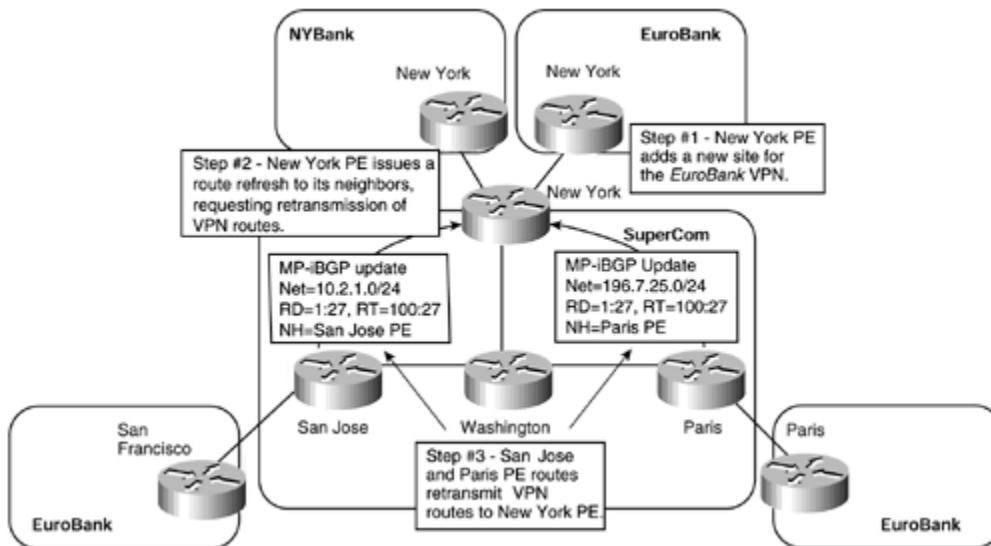 NYBank
EuroBank
New York
New York
Step #1 - New York PE
adds a new site for
the EuroBank VPN.
Step #2 - New York PE issues a
route refresh to its neighbors,
requesting retransmission of
VPN routes.
New York
SuperCom
MP-iBGP update
Net=10.2.1.0/24
RD=1:27, RT=100:27
NH=San Jose PE
MP-iBGP Update
Net=196.7.25.0/24
RD=1:27, RT=100:27
NH=Paris PE
San
Francisco
San Jose
Washington
Paris
Paris
Step #3 - San Jose
and Paris PE routes
retransmit VPN
routes to New York PE.
EuroBank
EuroBank